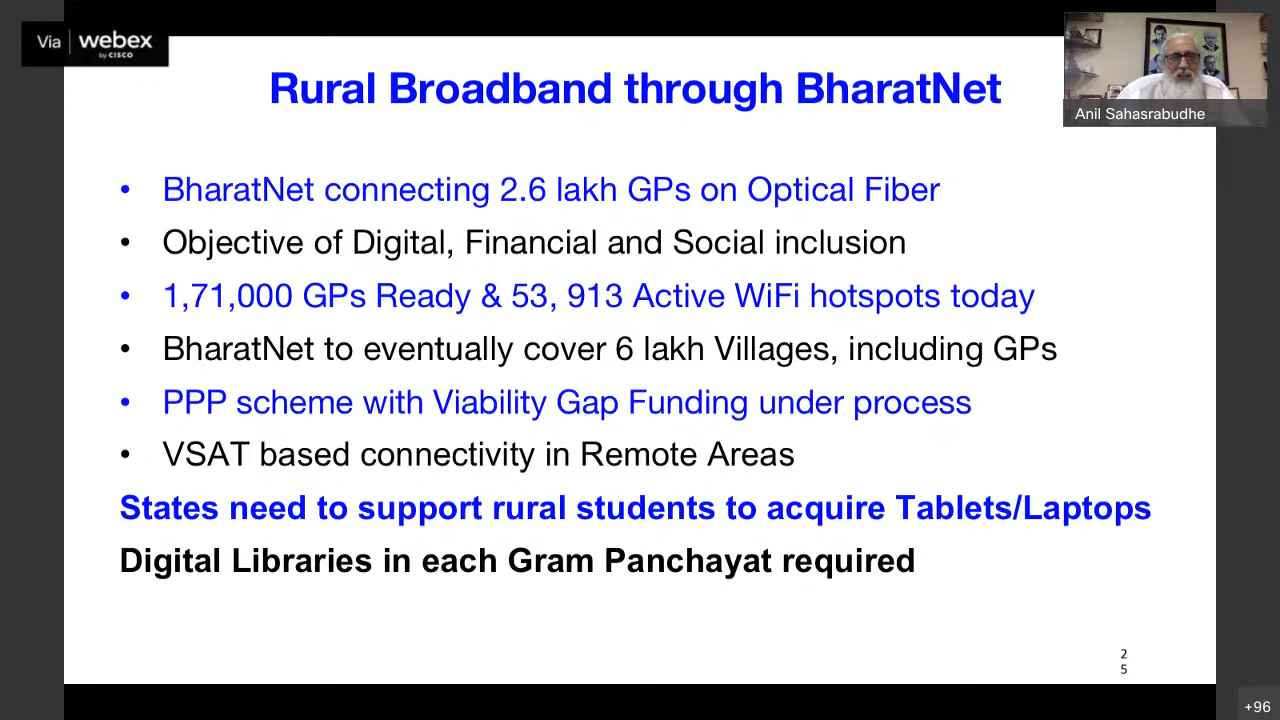 Via webex
by CISCO
Rural Broadband through BharatNet
Anil Sahasrabudhe
• BharatNet connecting 2.6 lakh GPs on Optical Fiber
• Objective of Digital, Financial and Social inclusion
• 1,71,000 GPs Ready & 53, 913 Active WiFi hotspots today
• BharatNet to eventually cover 6 lakh Villages, including GPs
• PPP scheme with Viability Gap Funding under process
• VSAT based connectivity in Remote Areas
States need to support rural students to acquire Tablets/Laptops
Digital Libraries in each Gram Panchayat required
2
5
+96